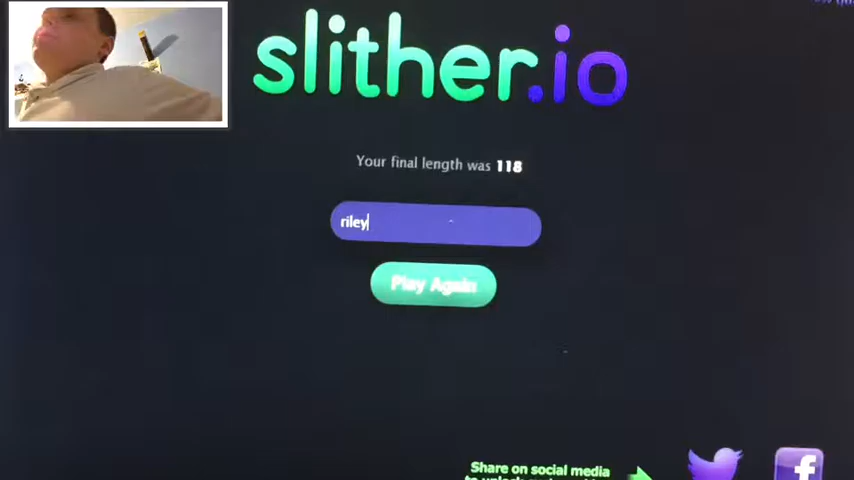 slither.io
Your final length was 118
riley
Play Again
Share on social media